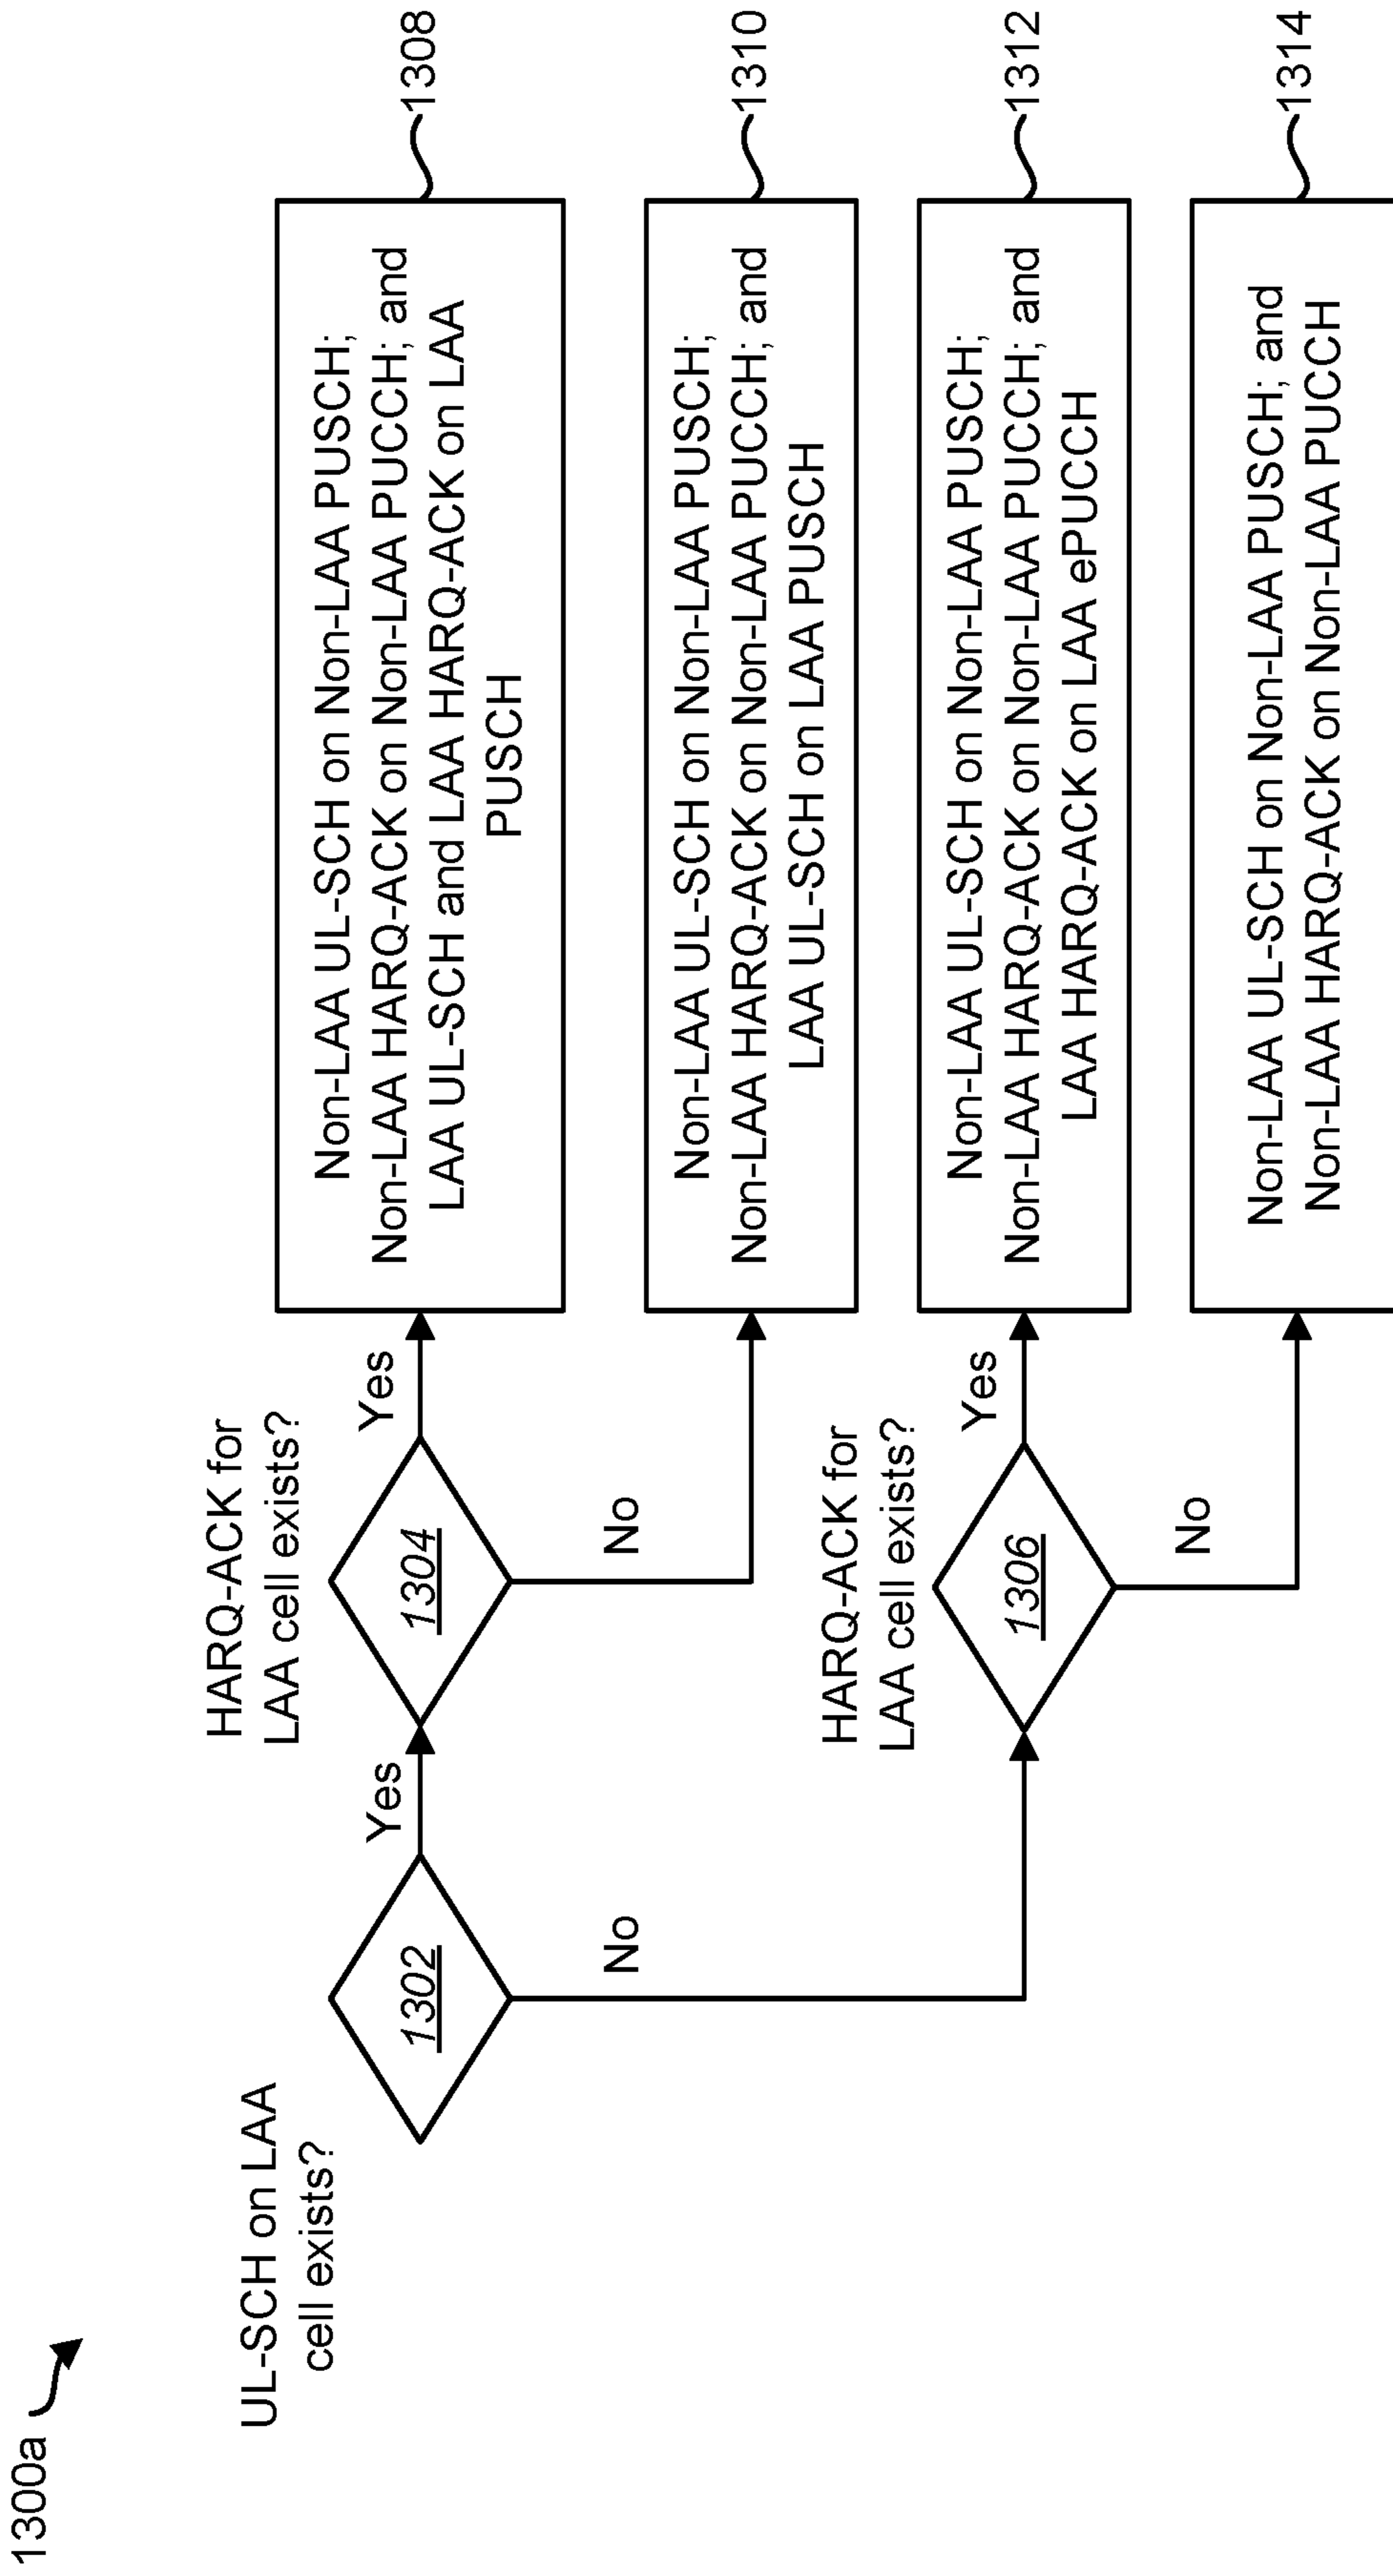 1300a
UL-SCH on LAA
cell exists?
1302
Yes
No
HARQ-ACK for
LAA cell exists?
1304
Yes
No
Non-LAA UL-SCH on Non-LAA PUSCH;
Non-LAA HARQ-ACK on Non-LAA PUCCH; and
LAA UL-SCH and LAA HARQ-ACK on LAA
PUSCH
1308
Non-LAA UL-SCH on Non-LAA PUSCH;
Non-LAA HARQ-ACK on Non-LAA PUCCH; and
LAA UL-SCH on LAA PUSCH
1310
HARQ-ACK for
LAA cell exists?
1306
Yes
No
Non-LAA UL-SCH on Non-LAA PUSCH;
Non-LAA HARQ-ACK on Non-LAA PUCCH; and
LAA HARQ-ACK on LAA ePUCCH
1312
Non-LAA UL-SCH on Non-LAA PUSCH; and
Non-LAA HARQ-ACK on Non-LAA PUCCH
1314